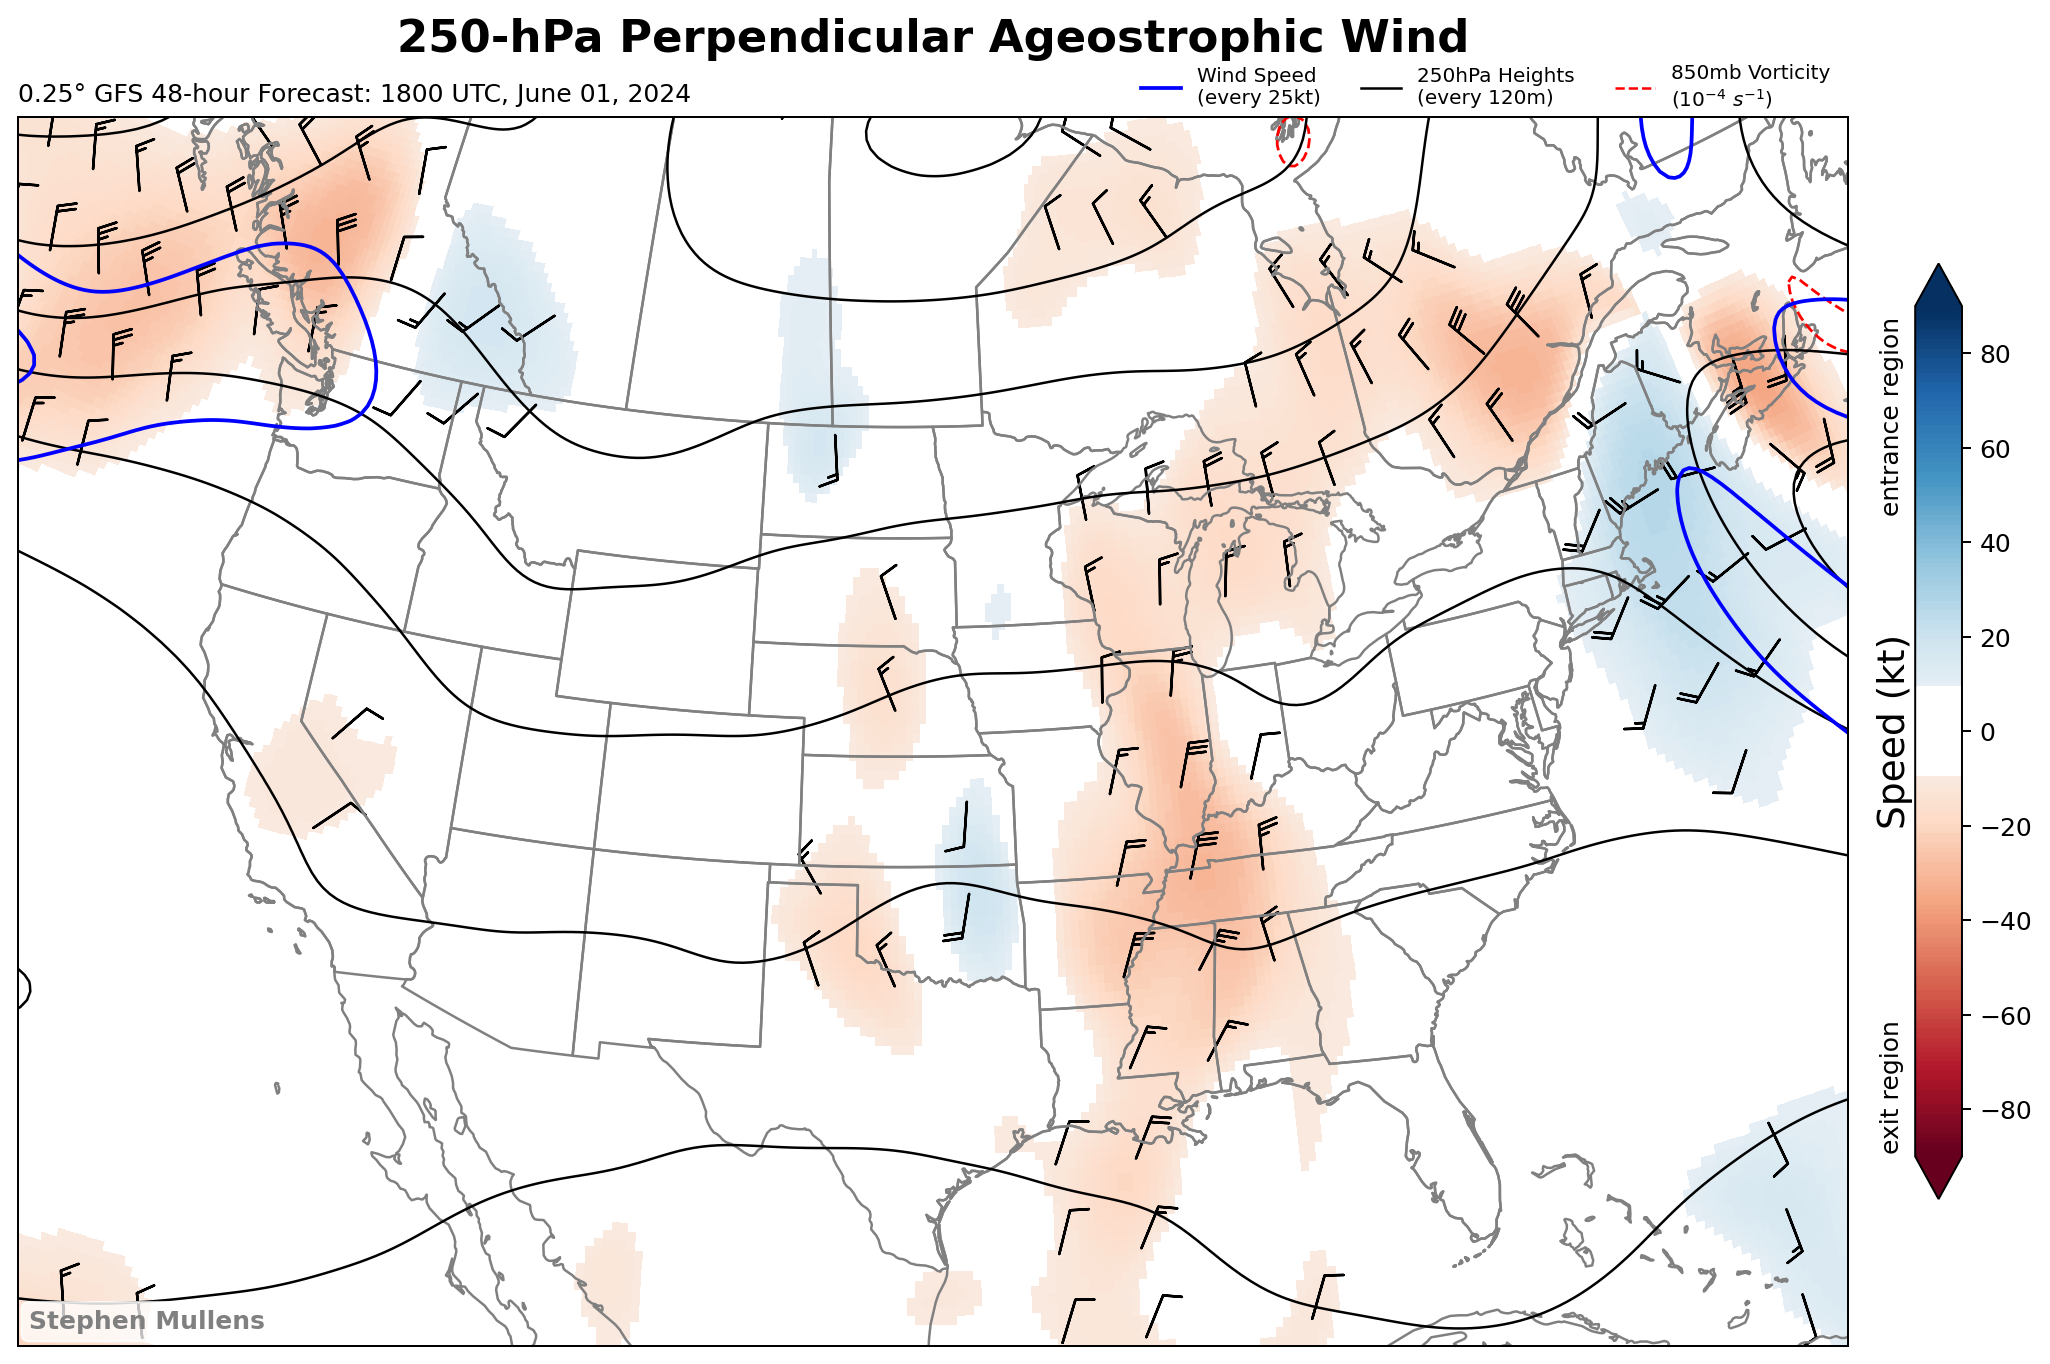 250-hPa Perpendicular Ageostrophic Wind
0.25° GFS 48-hour Forecast: 1800 UTC, June 01, 2024
Wind Speed
(every 25kt)
250hPa Heights
(every 120m)
850mb Vorticity
(10⁻⁴ s⁻¹)
entrance region
Speed (kt)
exit region
80
60
40
20
0
−20
−40
−60
−80
Stephen Mullens